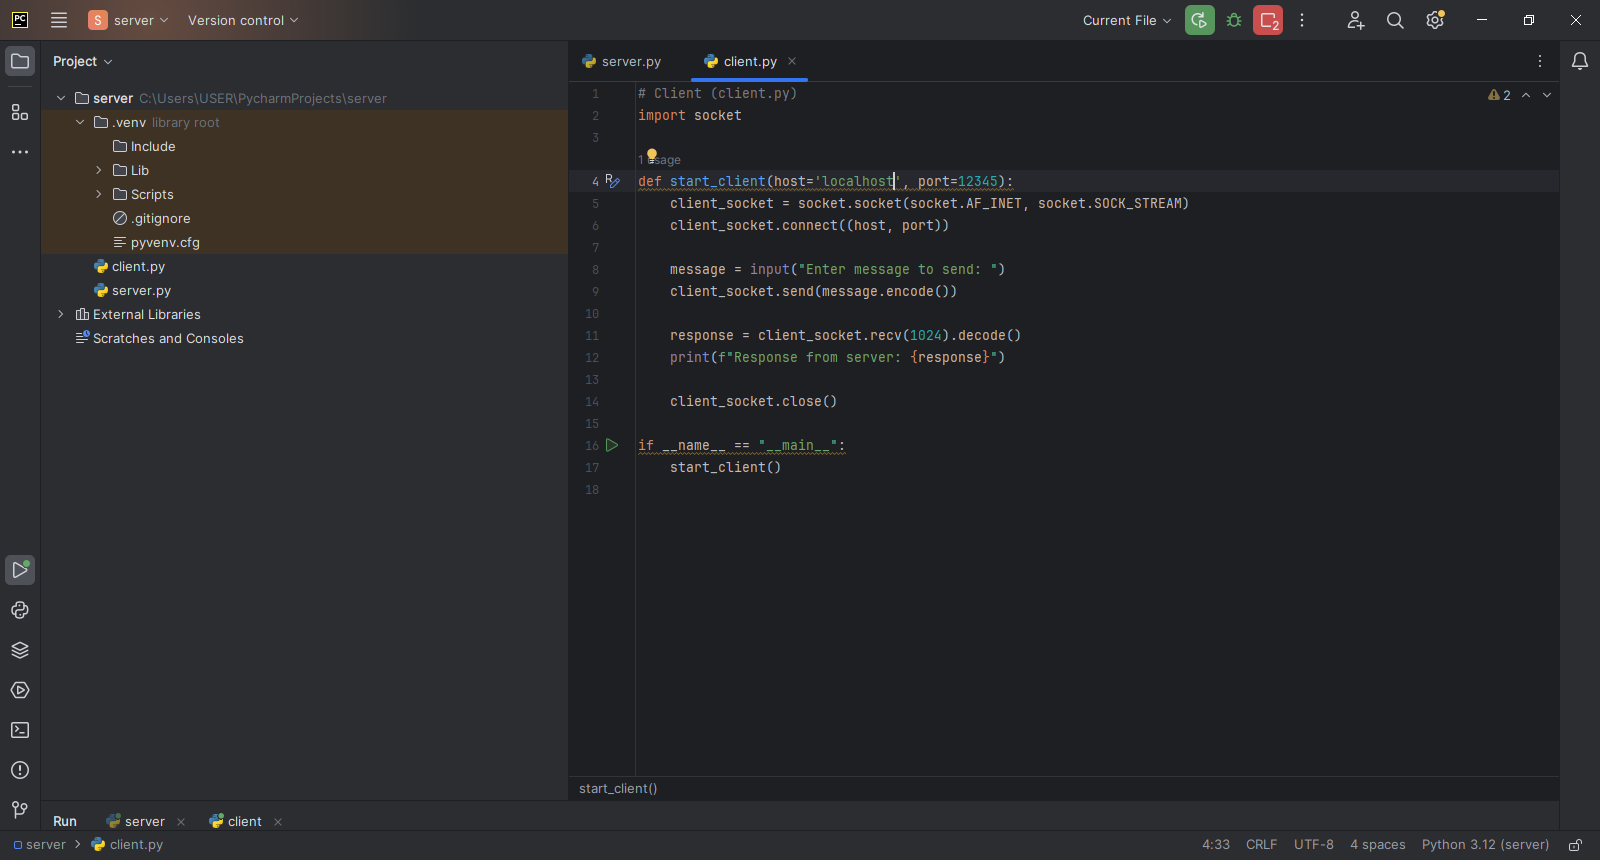 PC S server Version control Current File 2
Project
server C:\Users\USER\PycharmProjects\server
.venv library root
Include
Lib
Scripts
.gitignore
pyvenv.cfg
client.py
server.py
External Libraries
Scratches and Consoles
server.py client.py
2
1 # Client (client.py)
2 import socket
3
1 usage
4 def start_client(host='localhost', port=12345):
5 client_socket = socket.socket(socket.AF_INET, socket.SOCK_STREAM)
6 client_socket.connect((host, port))
7
8 message = input("Enter message to send: ")
9 client_socket.send(message.encode())
10
11 response = client_socket.recv(1024).decode()
12 print(f"Response from server: {response}")
13
14 client_socket.close()
15
16 if __name__ == "__main__":
17 start_client()
18
start_client()
Run server client
server client.py 4:33 CRLF UTF-8 4 spaces Python 3.12 (server)